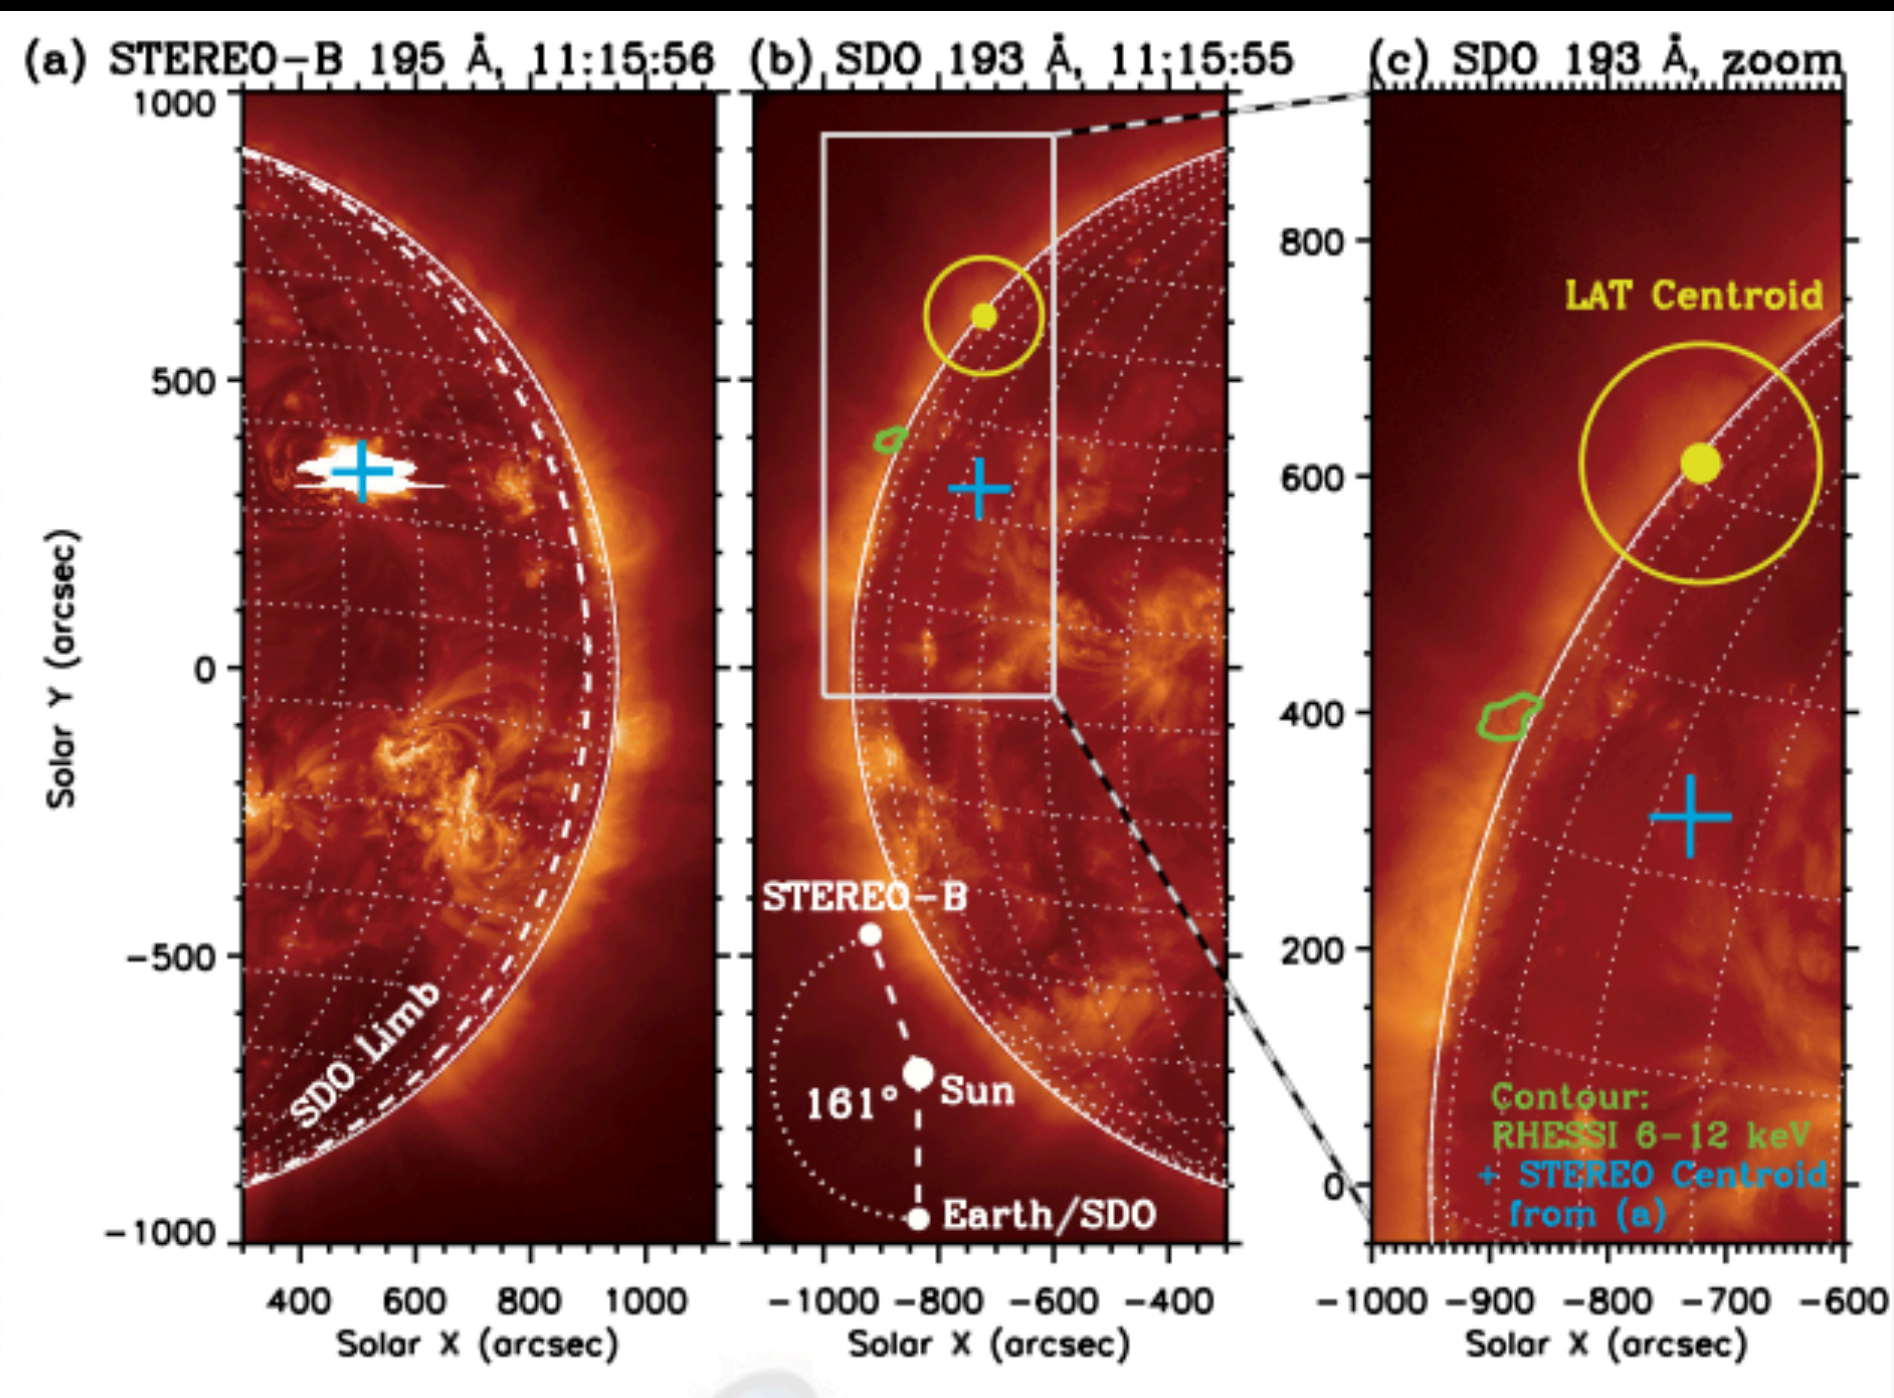 (a) STEREO-B 195 Å, 11:15:56
(b) SDO 193 Å, 11:15:55
(c) SDO 193 Å, zoom
1000
500
0
-500
-1000
Solar Y (arcsec)
SDO Limb
400 600 800 1000
Solar X (arcsec)
STEREO-B
161°
Sun
Earth/SDO
-1000 -800 -600 -400
Solar X (arcsec)
800
600
400
200
0
LAT Centroid
Contour:
RHESSI 6-12 keV
+ STEREO Centroid
from (a)
-1000 -900 -800 -700 -600
Solar X (arcsec)